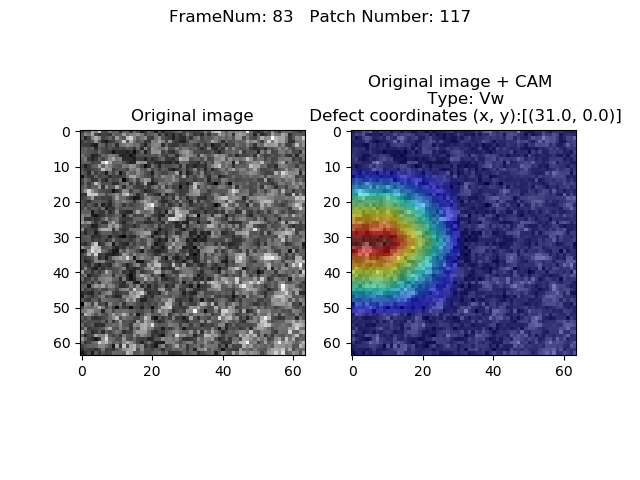 FrameNum: 83   Patch Number: 117
Original image
0
10
20
30
40
50
60
0 20 40 60
Original image + CAM
Type: Vw
Defect coordinates (x, y):[(31.0, 0.0)]
0
10
20
30
40
50
60
0 20 40 60